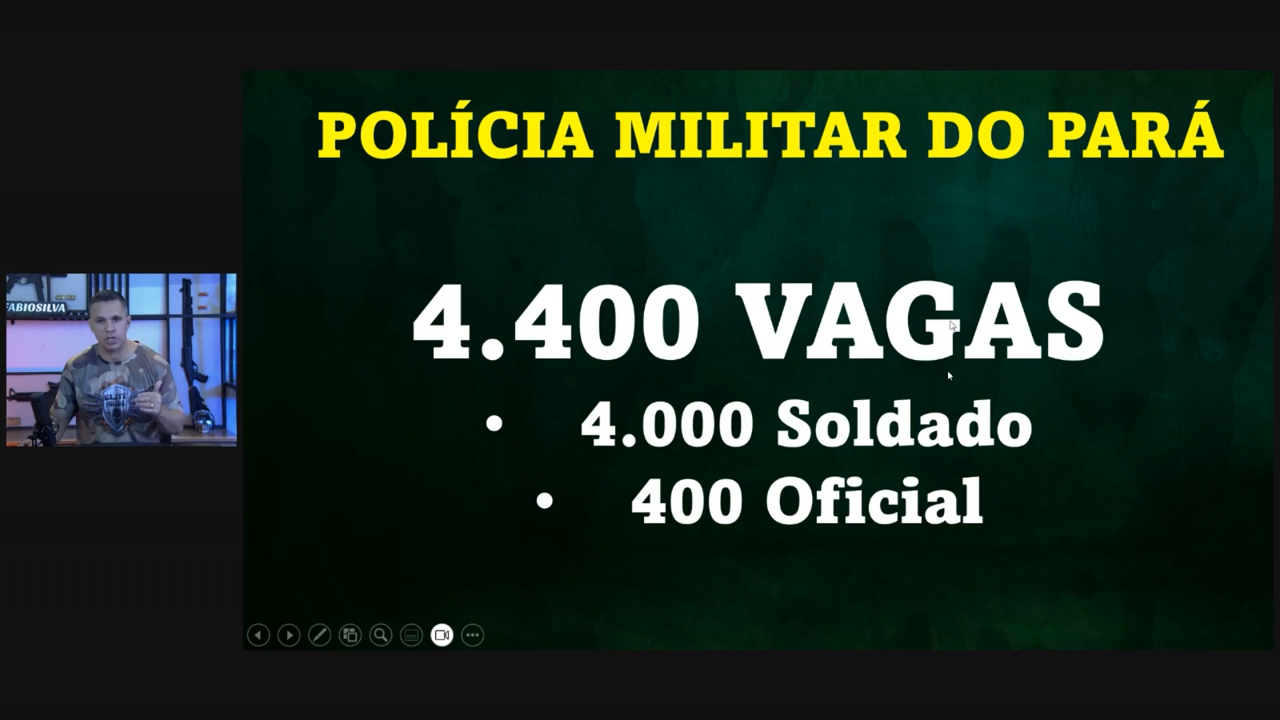 POLÍCIA MILITAR DO PARÁ
4.400 VAGAS
• 4.000 Soldado
• 400 Oficial
FABIOSILVA